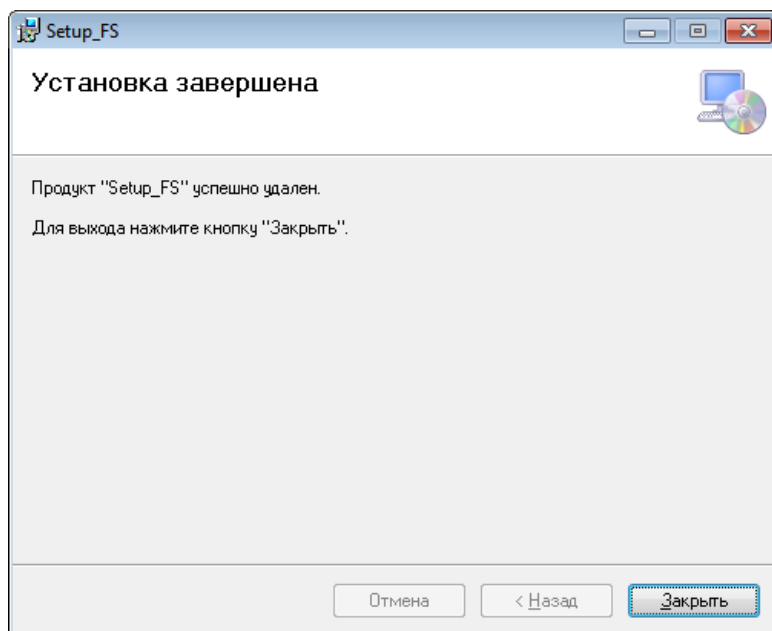 Setup_FS
Установка завершена
Продукт "Setup_FS" успешно удален.
Для выхода нажмите кнопку "Закрыть".
Отмена
< Назад
Закрыть